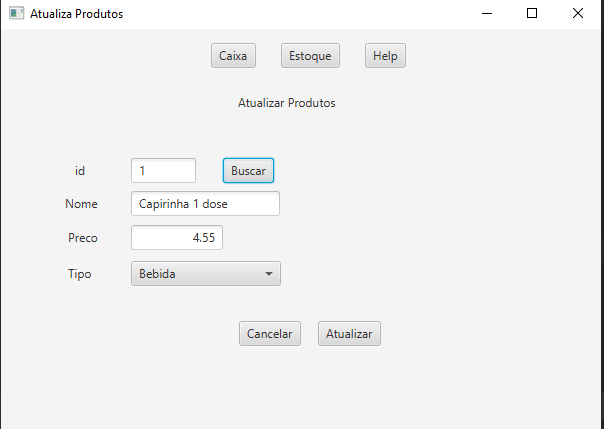 Atualiza Produtos
Caixa Estoque Help
Atualizar Produtos
id 1 Buscar
Nome Capirinha 1 dose
Preco 4.55
Tipo Bebida
Cancelar Atualizar